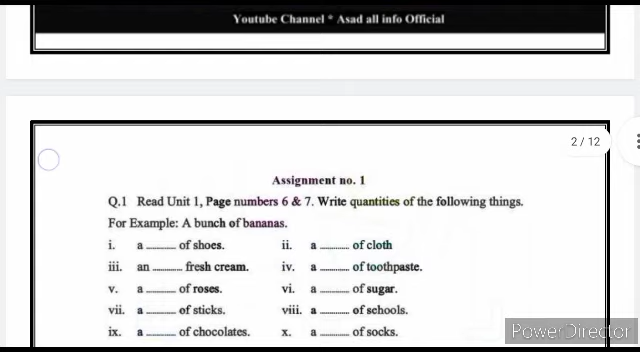 Youtube Channel * Asad all info Official
2 / 12
Assignment no. 1
Q.1 Read Unit 1, Page numbers 6 & 7. Write quantities of the following things.
For Example: A bunch of bananas.
i. a ............ of shoes. ii. a ............ of cloth
iii. an ............ fresh cream. iv. a ............ of toothpaste.
v. a ............ of roses. vi. a ............ of sugar.
vii. a ............ of sticks. viii. a ............ of schools.
ix. a ............ of chocolates. x. a ............ of socks.
PowerDirector